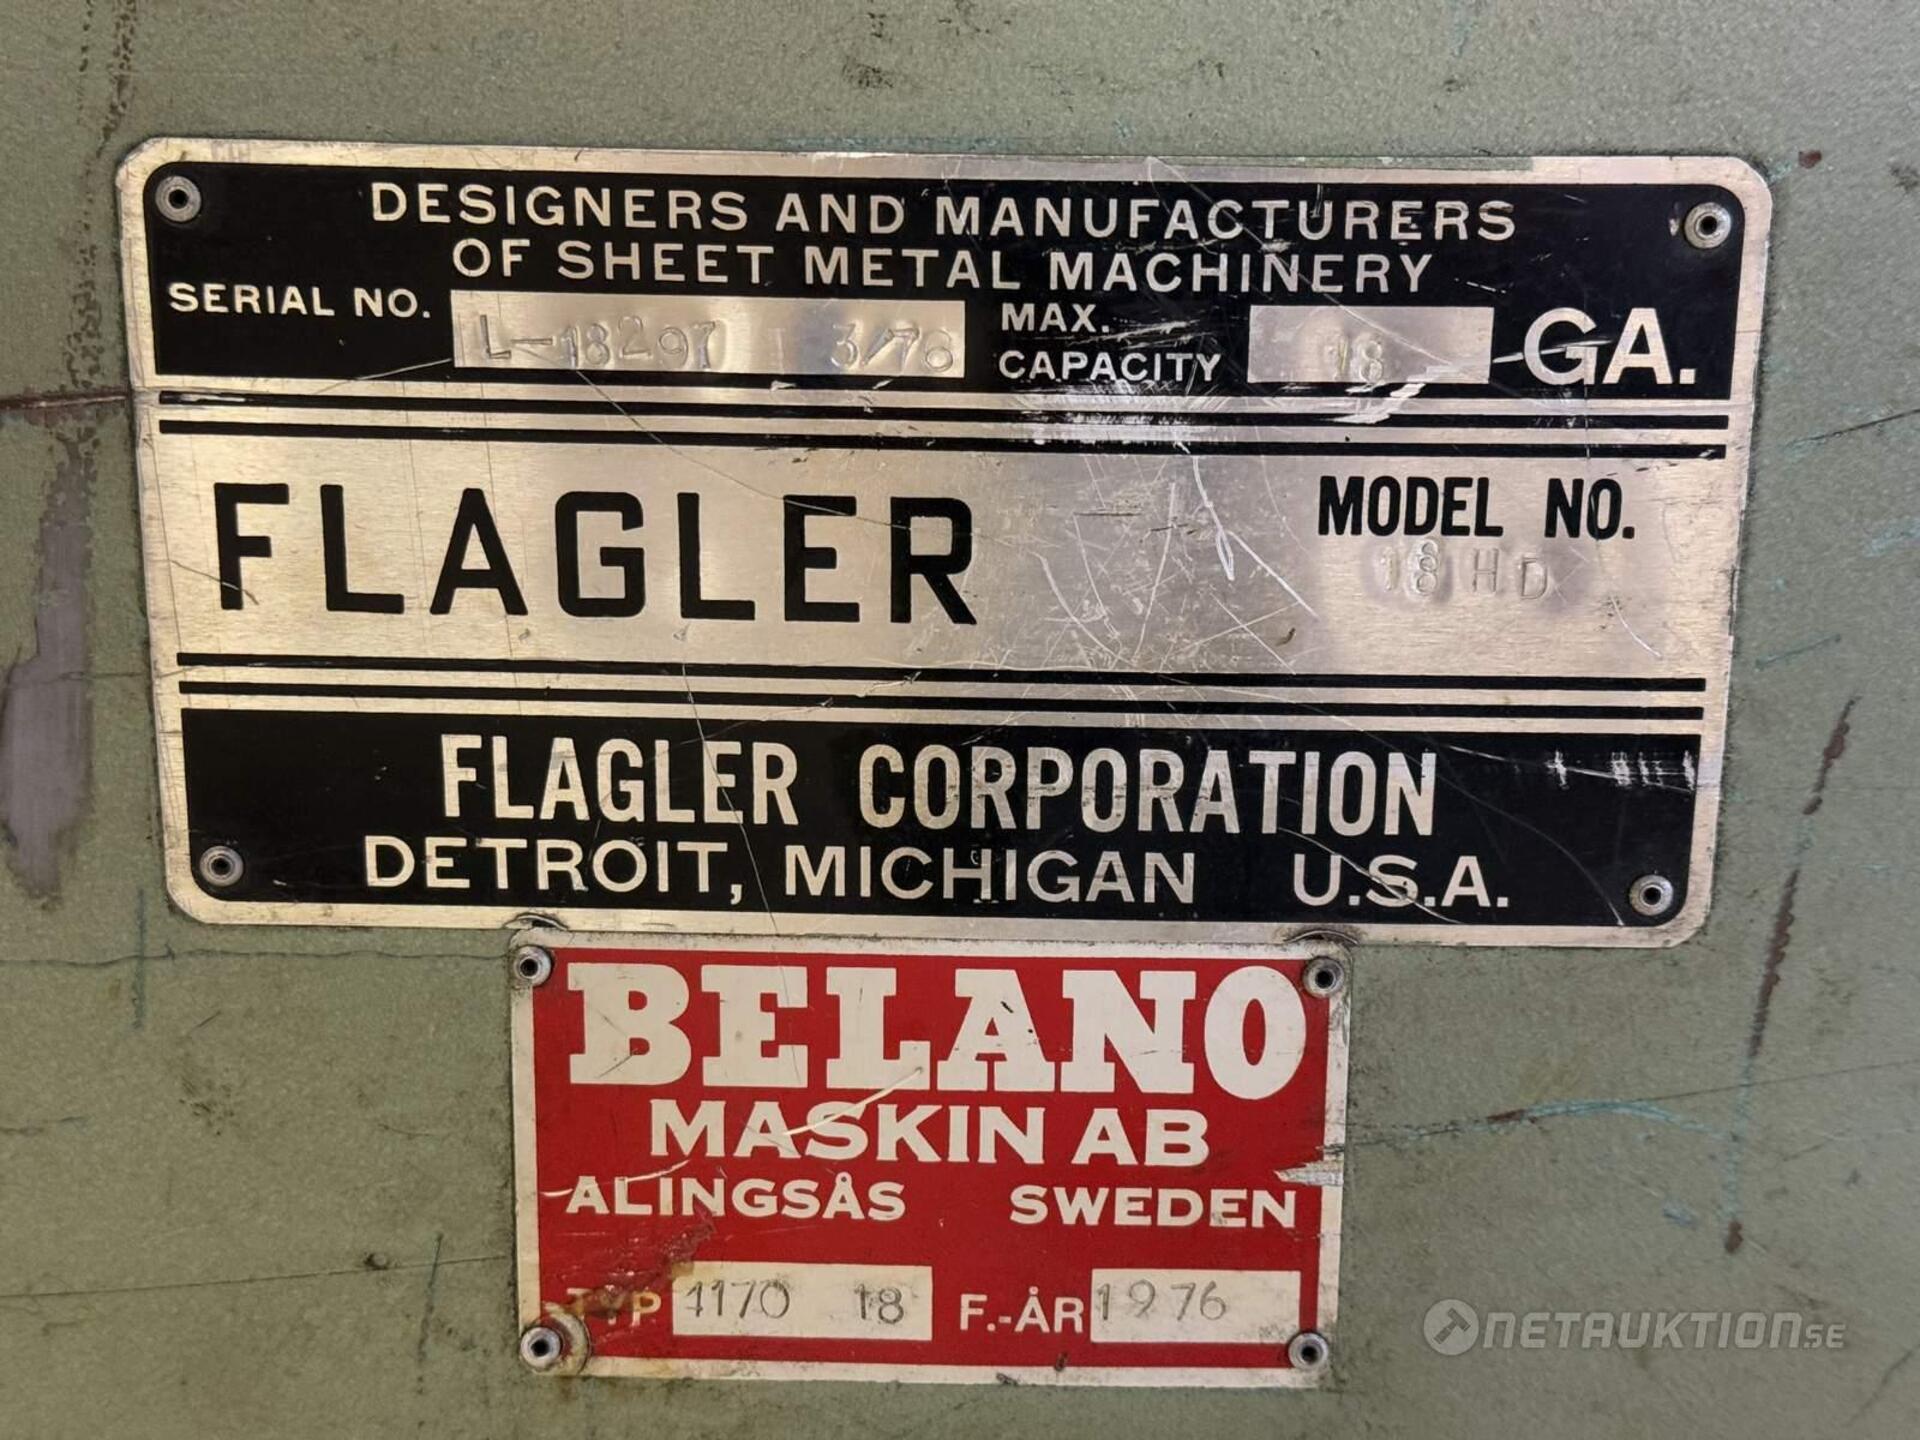 DESIGNERS AND MANUFACTURERS
OF SHEET METAL MACHINERY
SERIAL NO. L-18297 3/76
MAX. CAPACITY 18 GA.
FLAGLER
MODEL NO.
18 HD
FLAGLER CORPORATION
DETROIT, MICHIGAN U.S.A.
BELANO
MASKIN AB
ALINGSÅS SWEDEN
TYP 1170 18 F.-ÅR 1976
NETAUKTION.SE